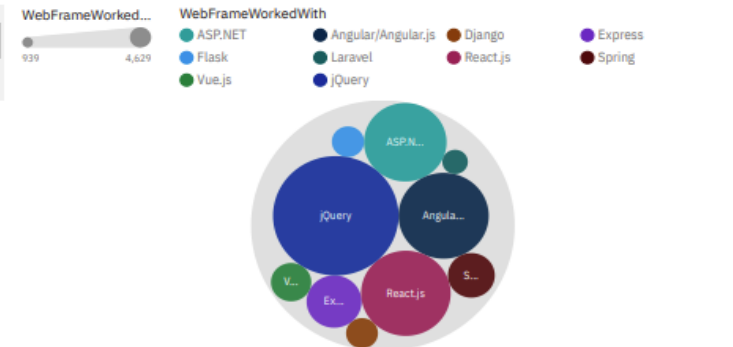 WebFrameWorked...
939 4,629
WebFrameWorkedWith
ASP.NET Angular/Angular.js Django Express
Flask Laravel React.js Spring
Vue.js jQuery
ASP.N...
jQuery Angula...
S...
V... Ex... React.js